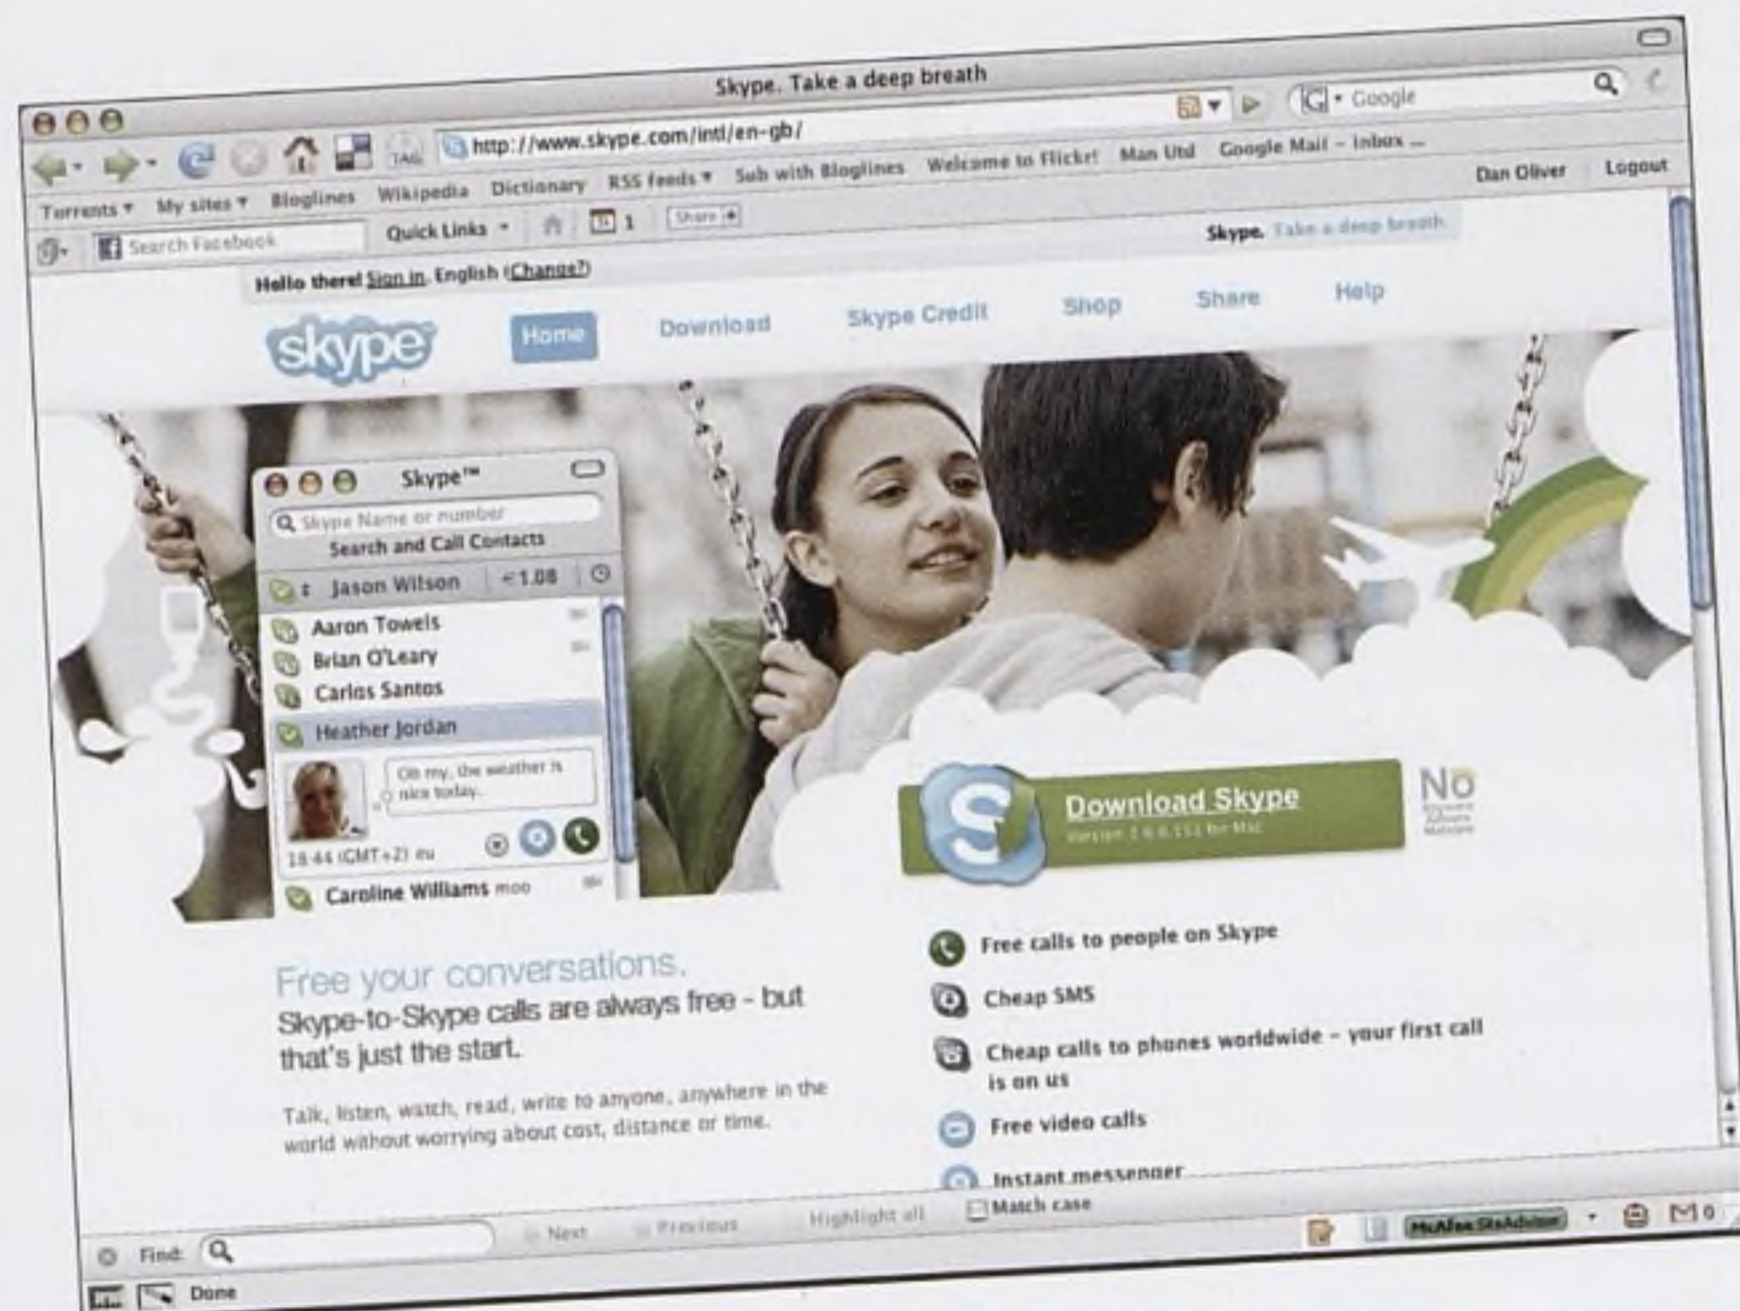 Skype. Take a deep breath
TAG http://www.skype.com/intl/en-gb/ G Google
Torrents My sites Bloglines Wikipedia Dictionary RSS feeds Sub with Bloglines Welcome to Flickr! Man Utd Google Mail – Inbox ...
Search Facebook Quick Links 1 Share Dan Oliver Logout
Hello there! Sign in. English (Change?) Skype. Take a deep breath
skype Home Download Skype Credit Shop Share Help
Skype™
Skype Name or number
Search and Call Contacts
Jason Wilson €1.08
Aaron Towels
Brian O'Leary
Carlos Santos
Heather Jordan
Oh my, the weather is
nice today.
18:44 (GMT+2) eu
Caroline Williams moo
Download Skype
for Mac
No
Malware
Free your conversations.
Skype-to-Skype calls are always free – but
that's just the start.
Talk, listen, watch, read, write to anyone, anywhere in the
world without worrying about cost, distance or time.
Free calls to people on Skype
Cheap SMS
Cheap calls to phones worldwide – your first call
is on us
Free video calls
Instant messenger
Find: Next Previous Highlight all Match case
Done McAfee SiteAdvisor 0